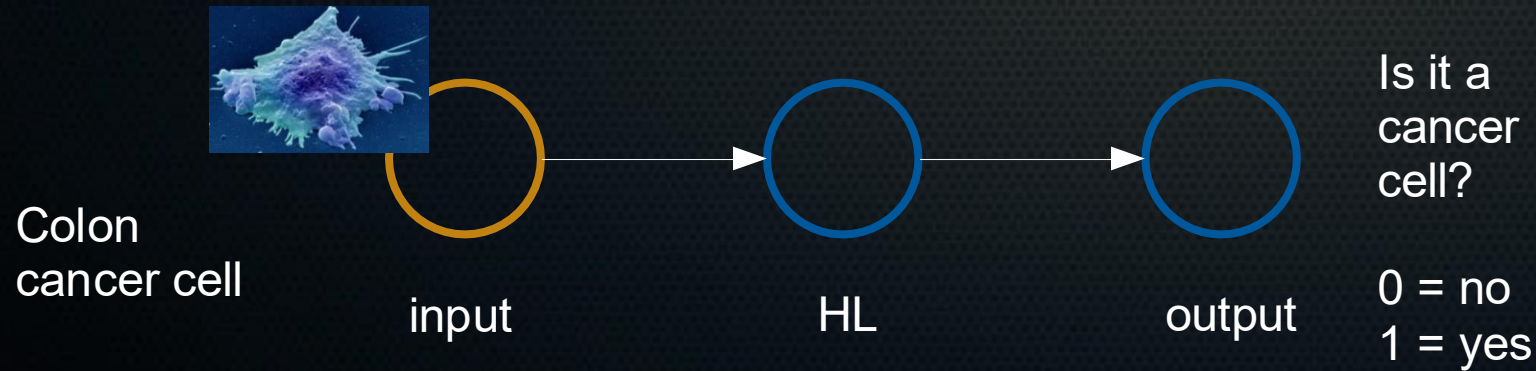 Colon
cancer cell
input
HL
output
Is it a
cancer
cell?
0 = no
1 = yes